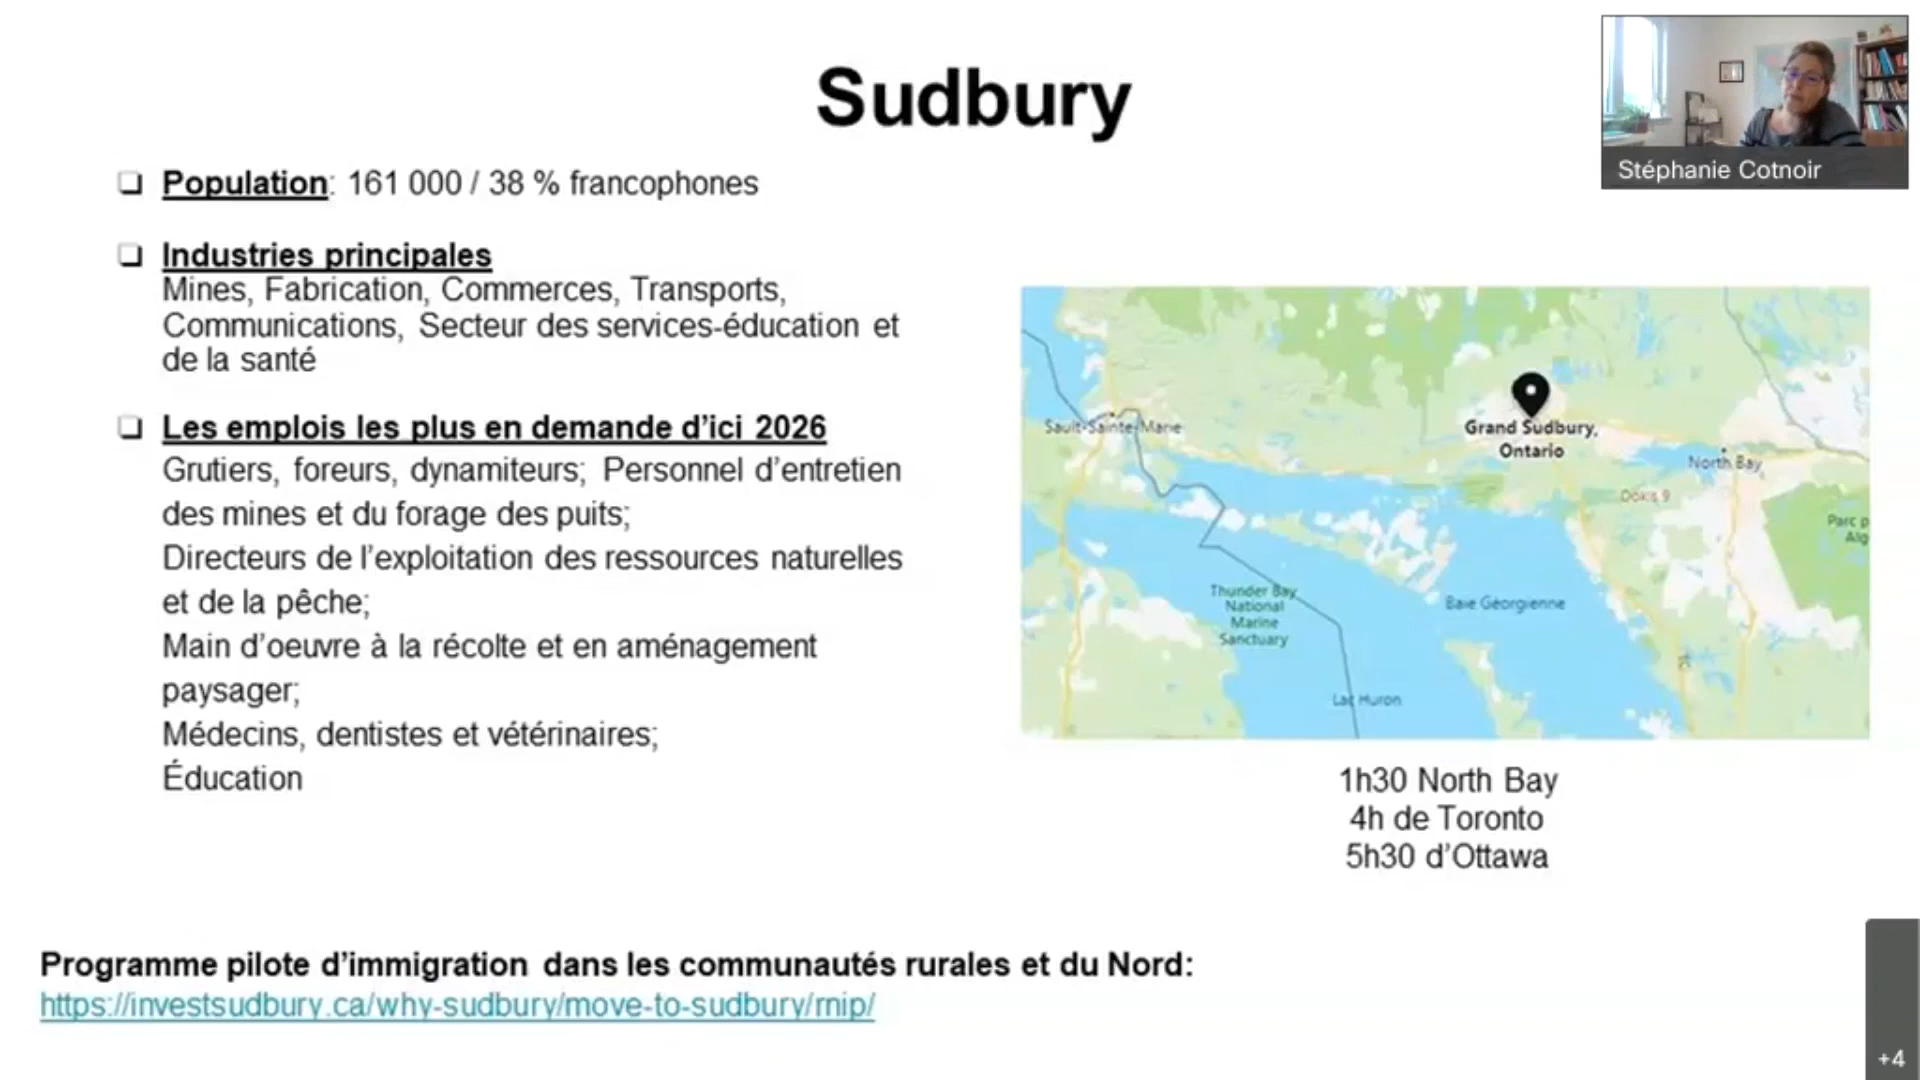 Sudbury
Stéphanie Cotnoir
Population: 161 000 / 38 % francophones
Industries principales
Mines, Fabrication, Commerces, Transports,
Communications, Secteur des services-éducation et
de la santé
Les emplois les plus en demande d’ici 2026
Grutiers, foreurs, dynamiteurs; Personnel d’entretien
des mines et du forage des puits;
Directeurs de l’exploitation des ressources naturelles
et de la pêche;
Main d’oeuvre à la récolte et en aménagement
paysager;
Médecins, dentistes et vétérinaires;
Éducation
Sault-Sainte-Marie
Grand Sudbury,
Ontario
North Bay
Dokis 9
Parc p
Alg
Thunder Bay
National
Marine
Sanctuary
Baie Géorgienne
Lac Huron
1h30 North Bay
4h de Toronto
5h30 d’Ottawa
Programme pilote d’immigration dans les communautés rurales et du Nord:
https://investsudbury.ca/why-sudbury/move-to-sudbury/rnip/
+4